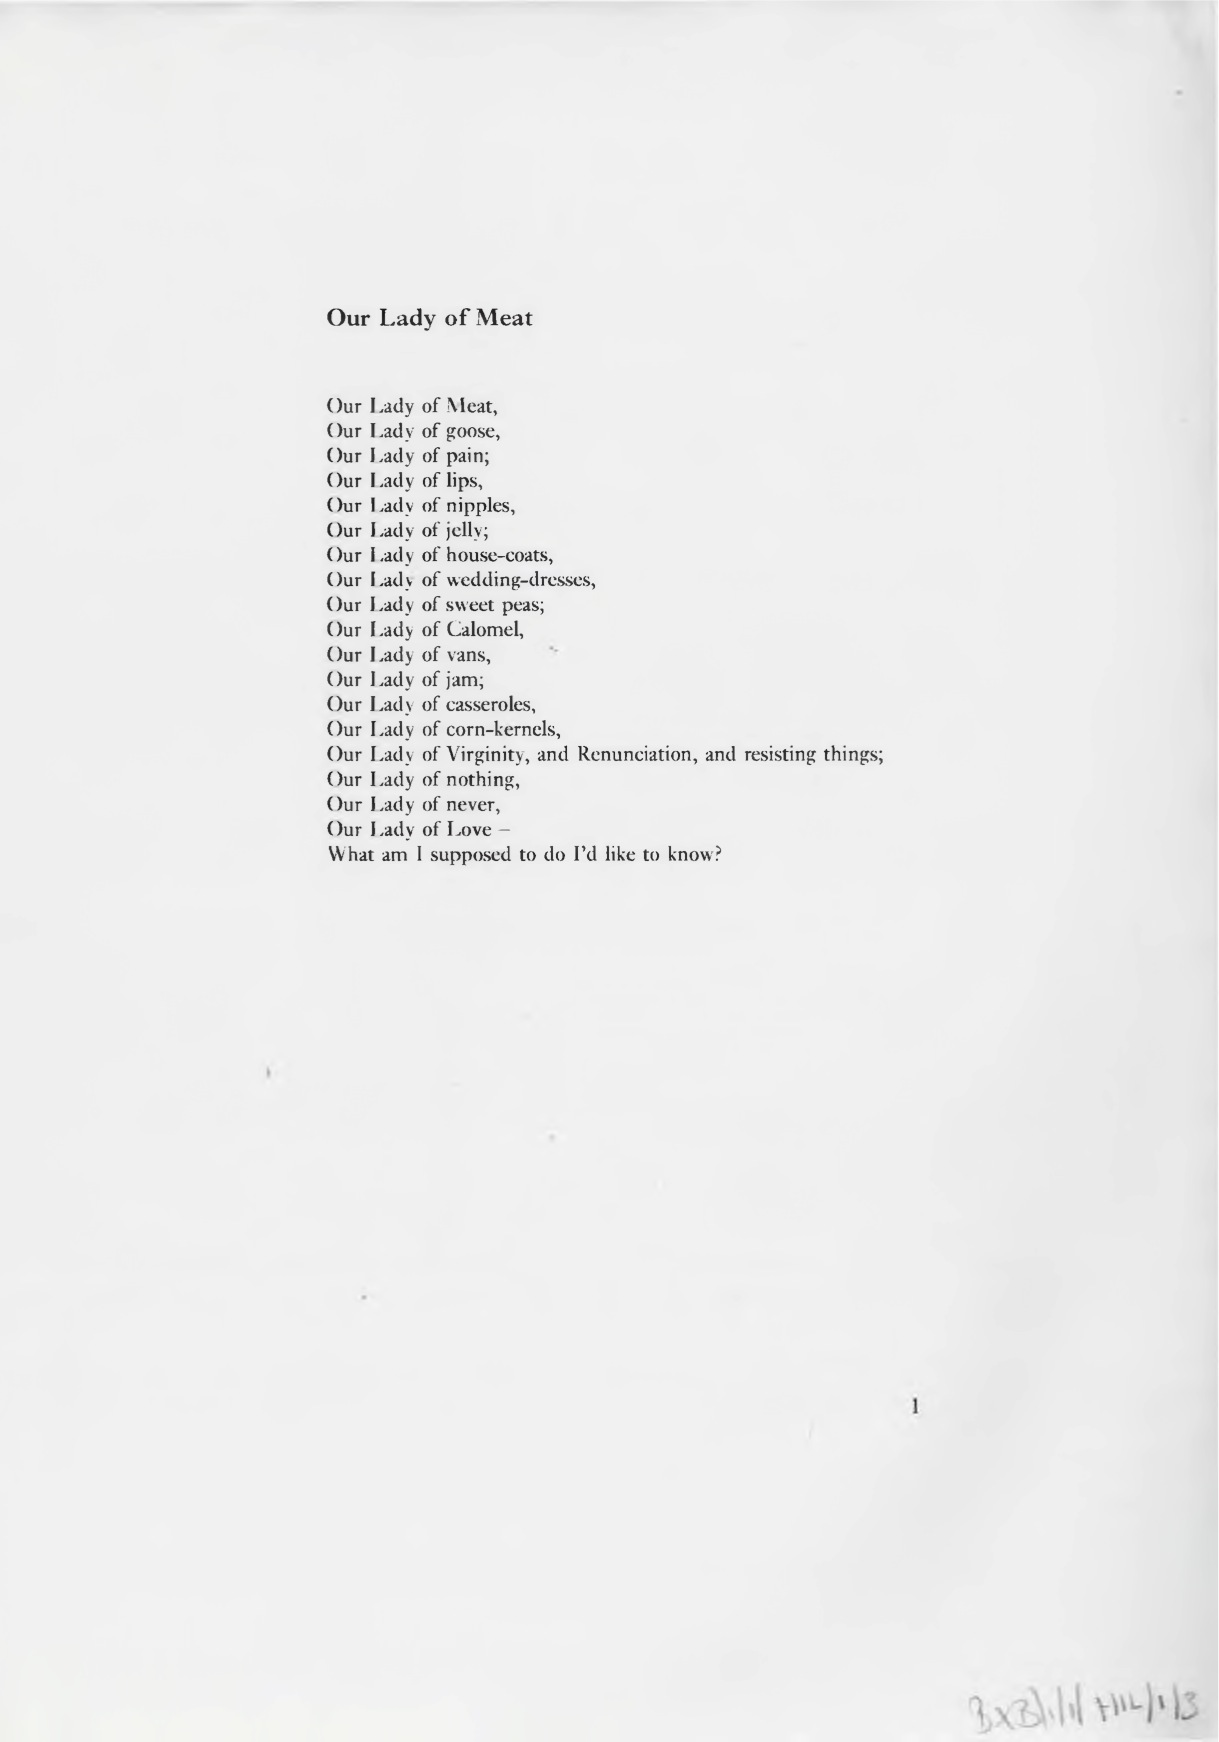 Our Lady of Meat
Our Lady of Meat,
Our Lady of goose,
Our Lady of pain;
Our Lady of lips,
Our Lady of nipples,
Our Lady of jelly;
Our Lady of house-coats,
Our Lady of wedding-dresses,
Our Lady of sweet peas;
Our Lady of Calomel,
Our Lady of vans,
Our Lady of jam;
Our Lady of casseroles,
Our Lady of corn-kernels,
Our Lady of Virginity, and Renunciation, and resisting things;
Our Lady of nothing,
Our Lady of never,
Our Lady of Love –
What am I supposed to do I'd like to know?
1
BXB/1/1/HIL/1/3